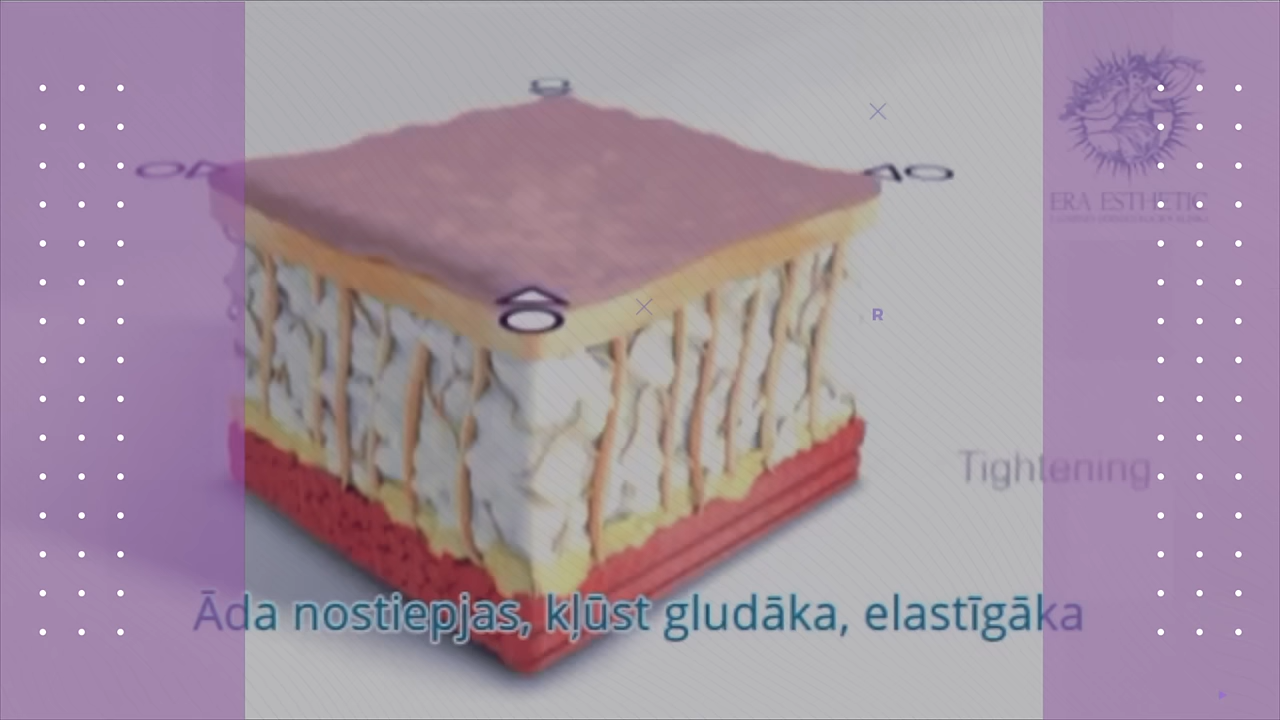 ERA ESTHETIC
R
Tightening
Āda nostiepjas, kļūst gludāka, elastīgāka